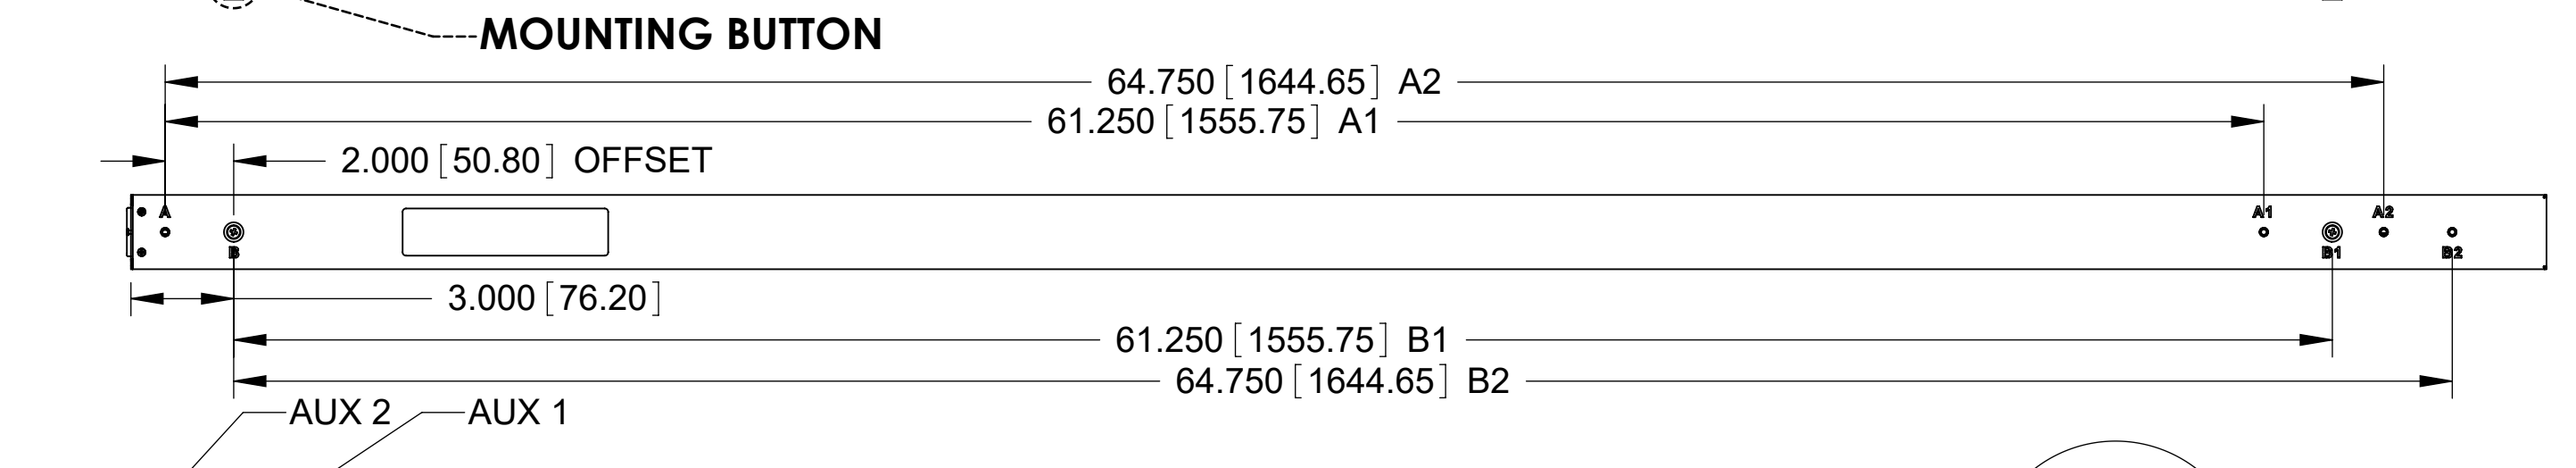 MOUNTING BUTTON
64.750 [1644.65] A2
61.250 [1555.75] A1
2.000 [50.80] OFFSET
A
A1
A2
B
B1
B2
3.000 [76.20]
61.250 [1555.75] B1
64.750 [1644.65] B2
AUX 2
AUX 1